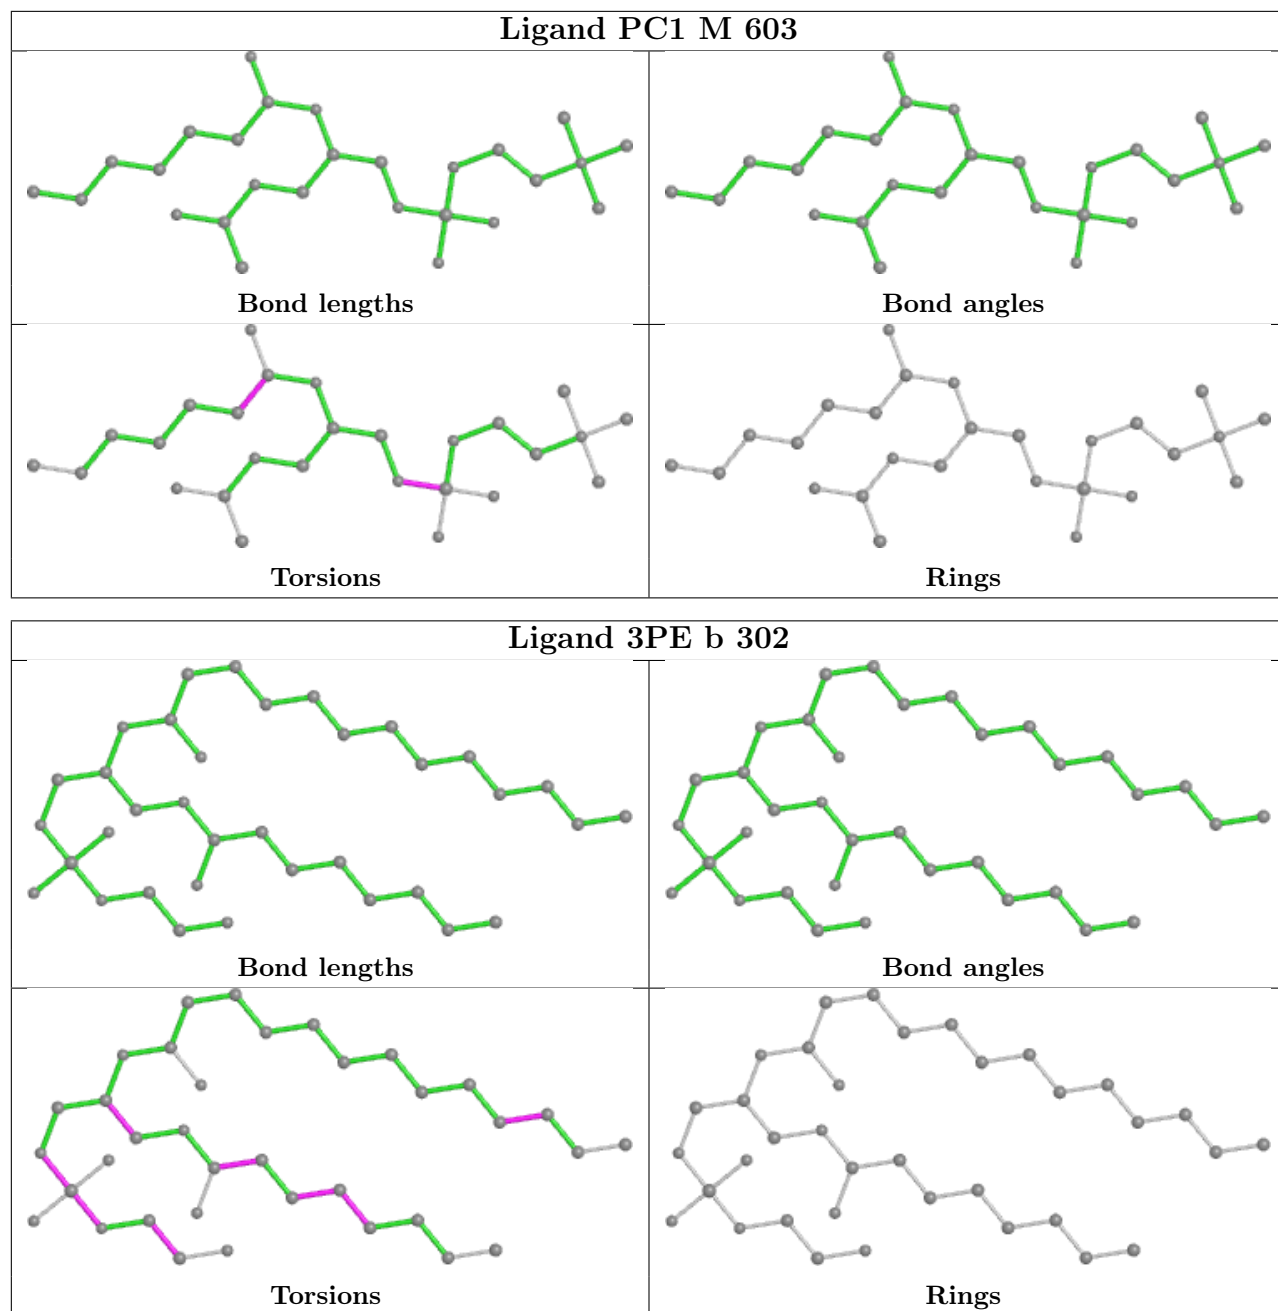 Ligand PC1 M 603
Bond lengths
Bond angles
Torsions
Rings
Ligand 3PE b 302
Bond lengths
Bond angles
Torsions
Rings